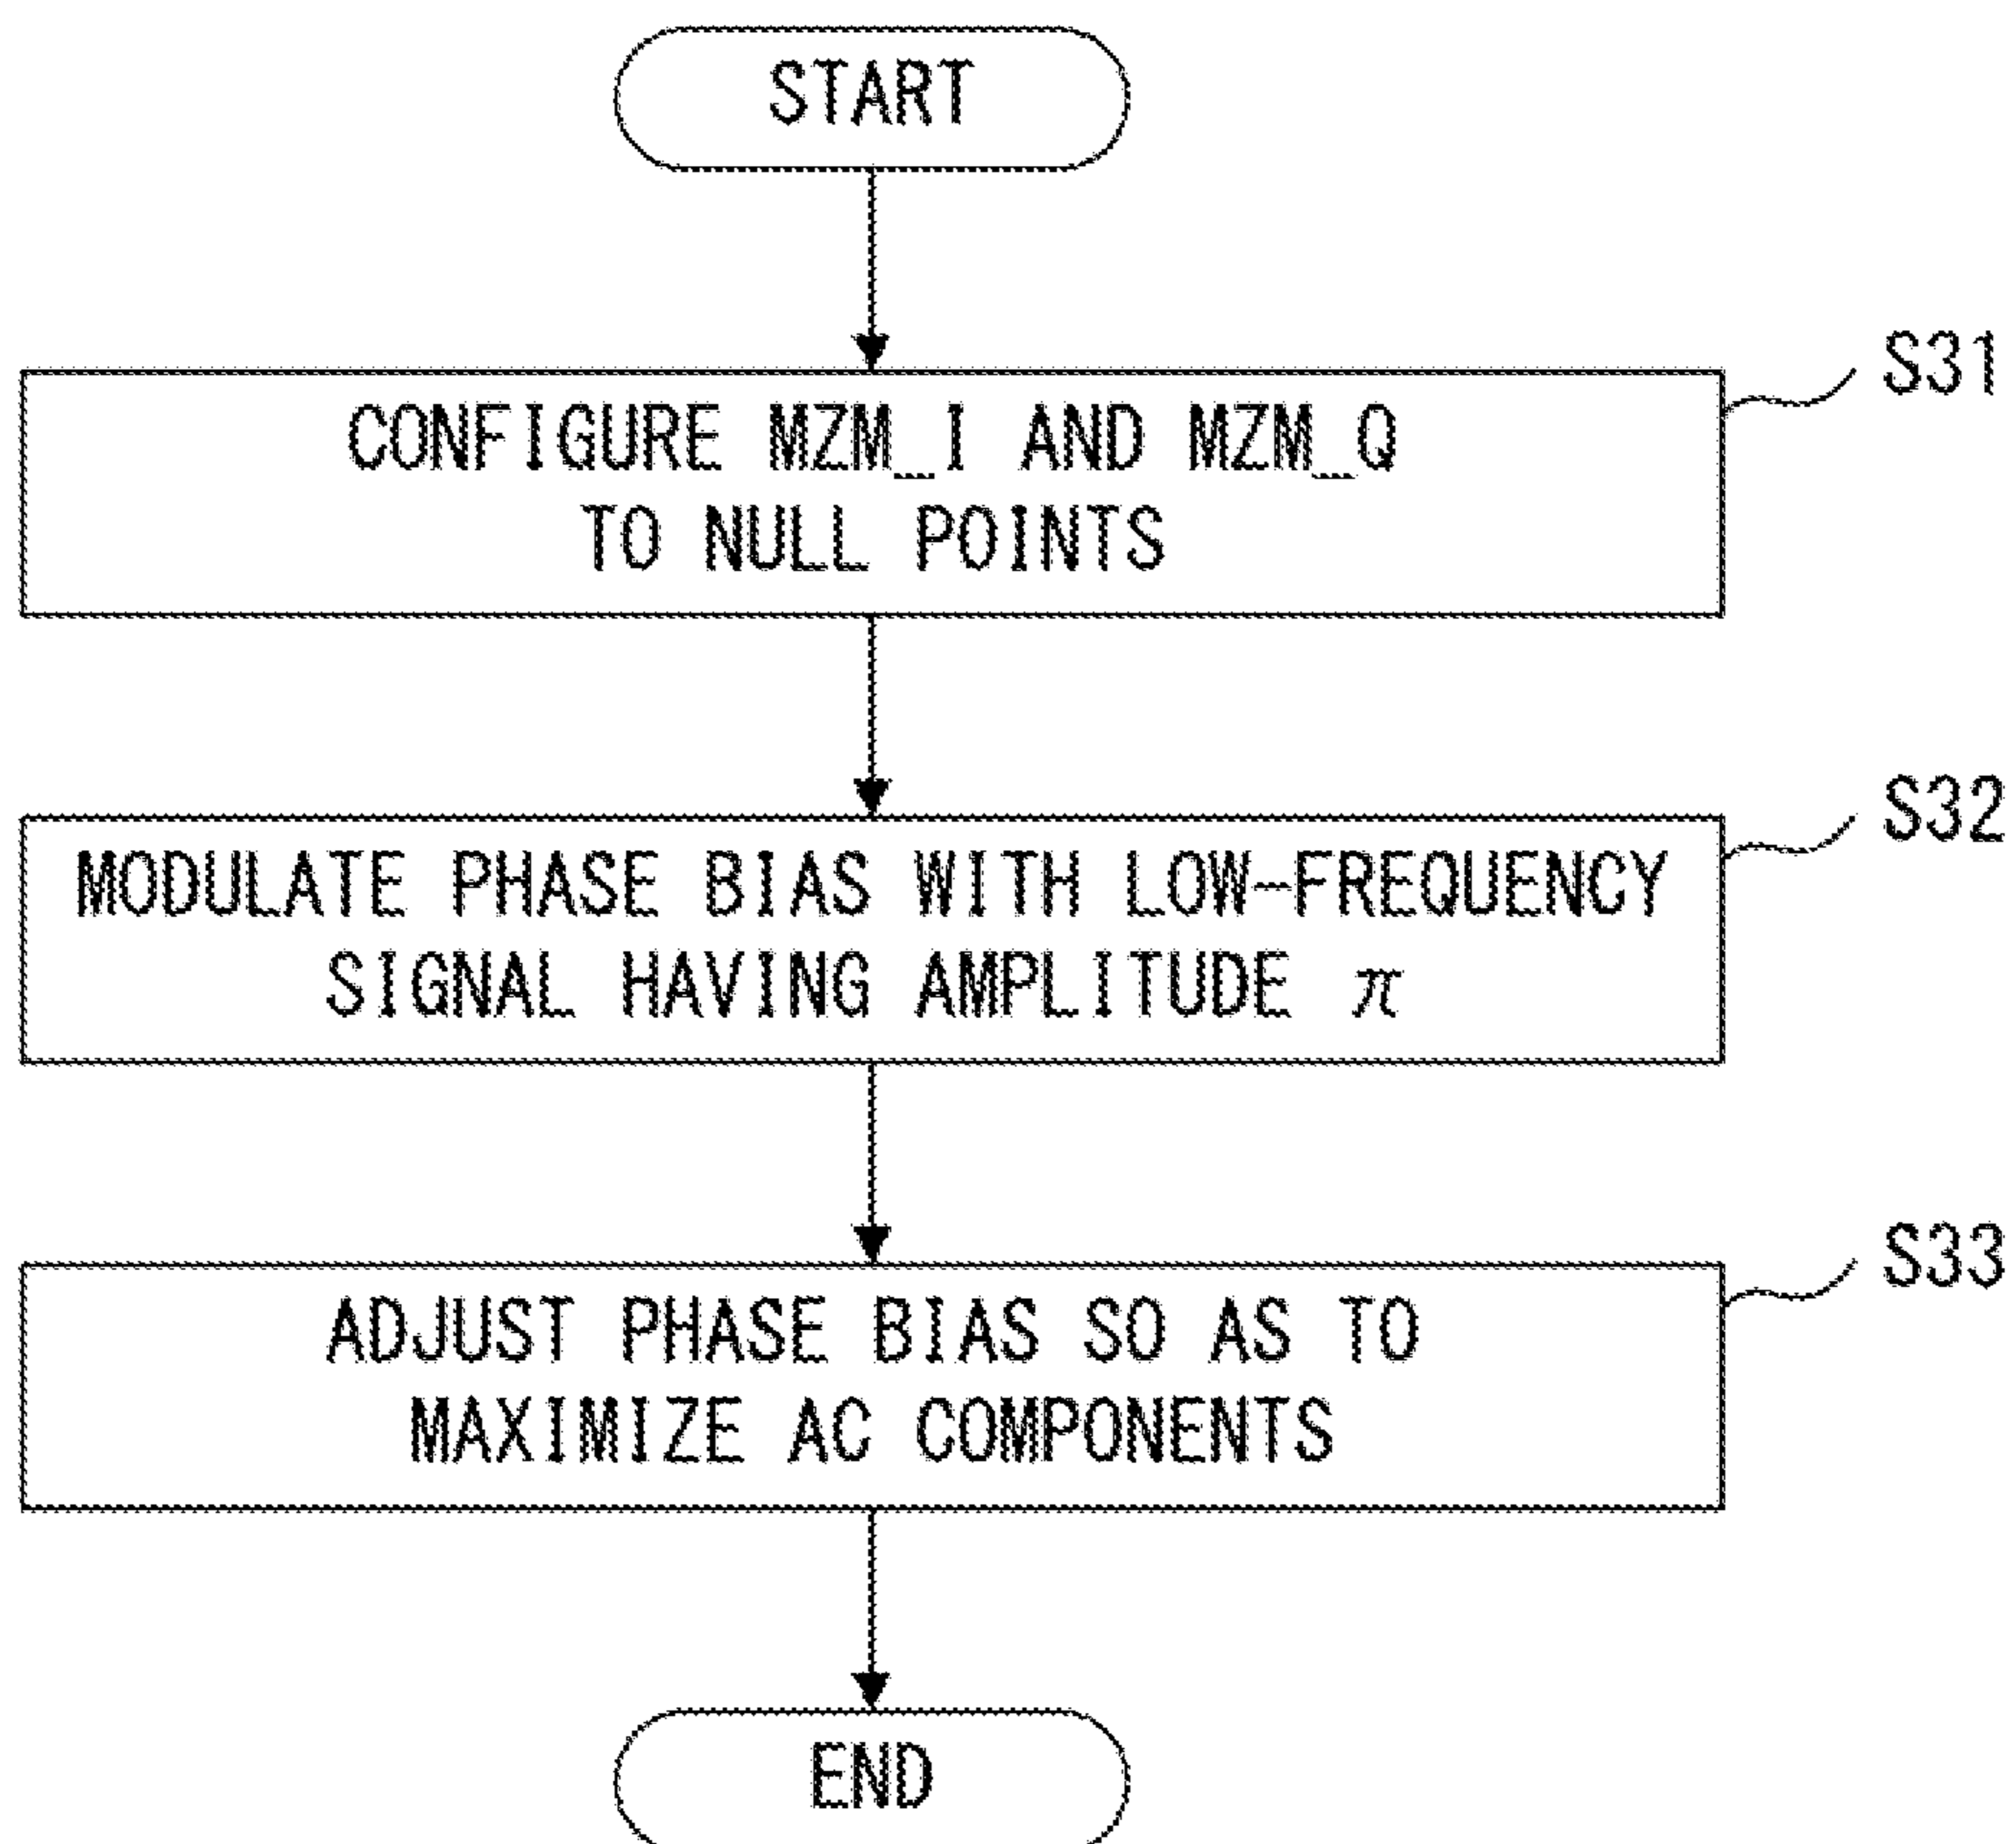 START
S31
CONFIGURE MZM_I AND MZM_Q
TO NULL POINTS
S32
MODULATE PHASE BIAS WITH LOW-FREQUENCY
SIGNAL HAVING AMPLITUDE π
S33
ADJUST PHASE BIAS SO AS TO
MAXIMIZE AC COMPONENTS
END